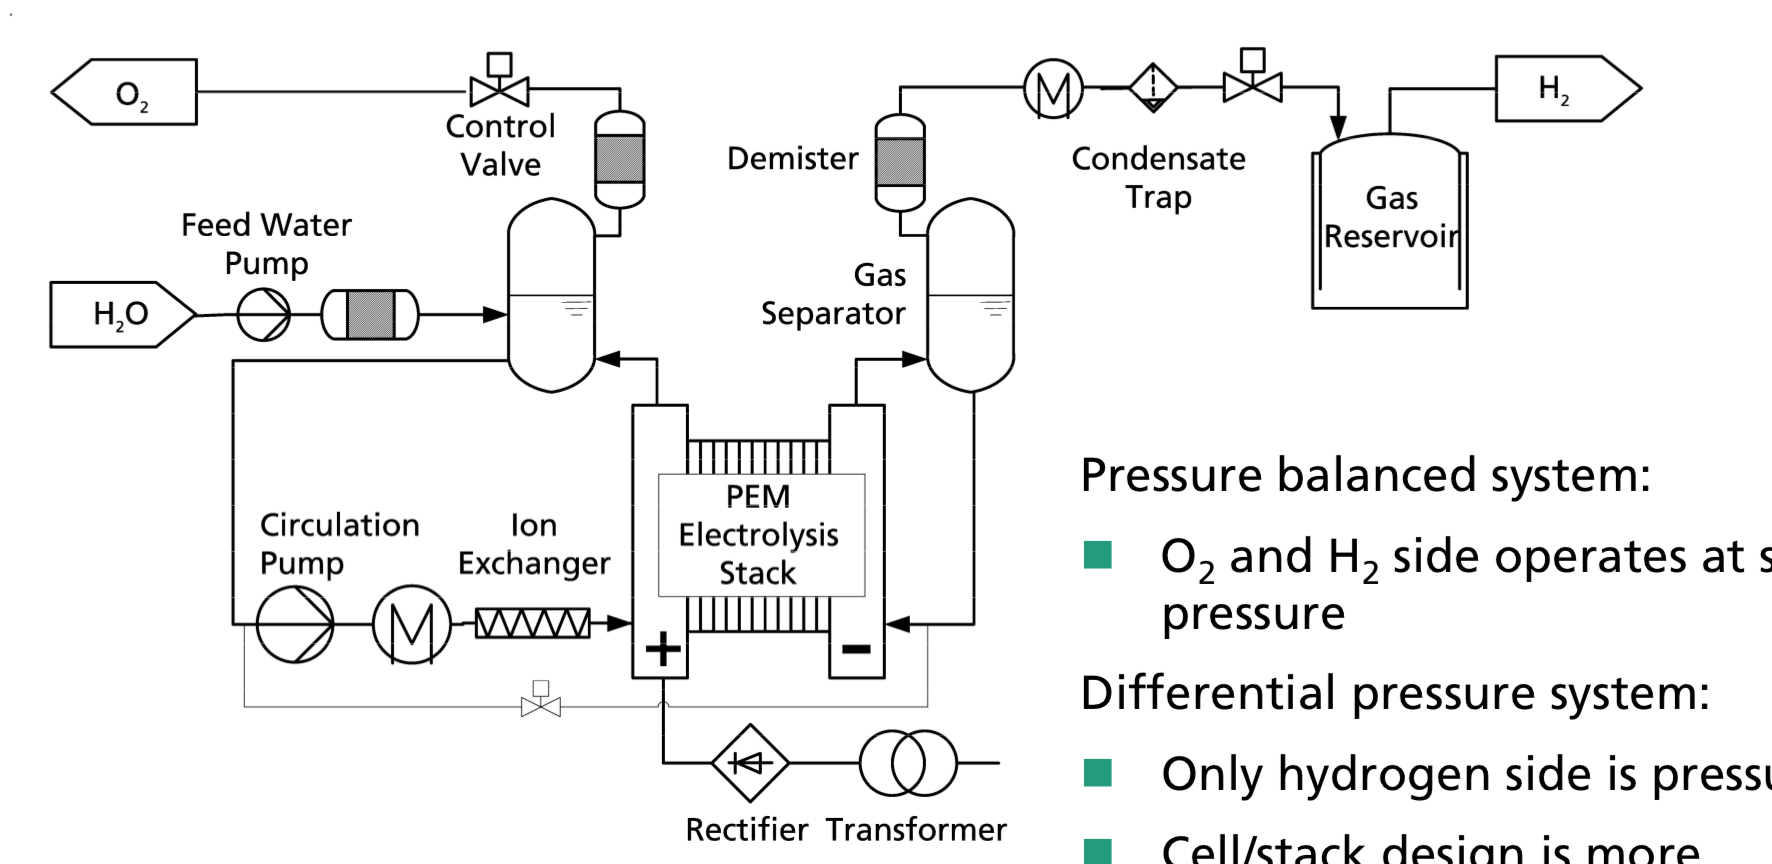 O₂
Control
Valve
Demister
Condensate
Trap
H₂
Gas
Reservoir
Feed Water
Pump
H₂O
Gas
Separator
Circulation
Pump
Ion
Exchanger
PEM
Electrolysis
Stack
+
−
Rectifier
Transformer
Pressure balanced system:
O₂ and H₂ side operates at
pressure
Differential pressure system:
Only hydrogen side is
Cell/stack design is more